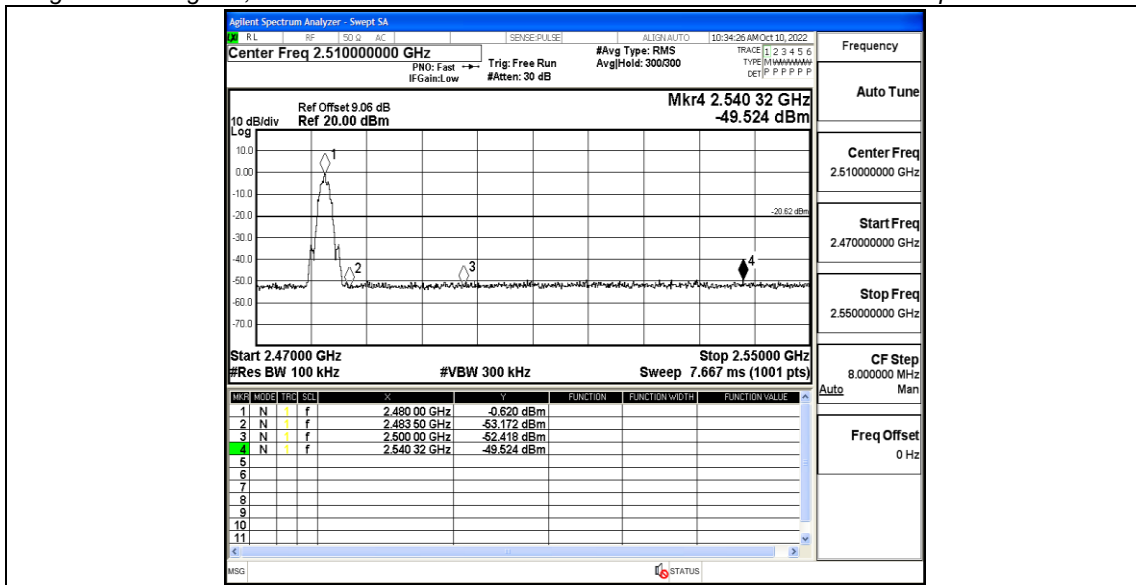 Agilent Spectrum Analyzer - Swept SA
RL RF 50 Ω AC SENSE:PULSE ALIGNAUTO 10:34:26 AM Oct 10, 2022
Center Freq 2.510000000 GHz
PNO: Fast
IFGain:Low
Trig: Free Run
#Atten: 30 dB
#Avg Type: RMS
Avg|Hold: 300/300
TRACE 1 2 3 4 5 6
TYPE MWWWWW
DET P P P P P P
Frequency
Auto Tune
Mkr4 2.540 32 GHz
-49.524 dBm
Ref Offset 9.06 dB
10 dB/div Ref 20.00 dBm
Log
10.0
0.00
-10.0
-20.0
-30.0
-40.0
-50.0
-60.0
-70.0
1
2
3
4
-20.62 dBm
Center Freq
2.510000000 GHz
Start Freq
2.470000000 GHz
Stop Freq
2.550000000 GHz
Start 2.47000 GHz Stop 2.55000 GHz
#Res BW 100 kHz #VBW 300 kHz Sweep 7.667 ms (1001 pts)
CF Step
8.000000 MHz
Auto Man
Freq Offset
0 Hz
MKR MODE TRC SCL X Y FUNCTION FUNCTION WIDTH FUNCTION VALUE
1 N 1 f 2.480 00 GHz -0.620 dBm
2 N 1 f 2.483 50 GHz -53.172 dBm
3 N 1 f 2.500 00 GHz -52.418 dBm
4 N 1 f 2.540 32 GHz -49.524 dBm
5
6
7
8
9
10
11
MSG STATUS